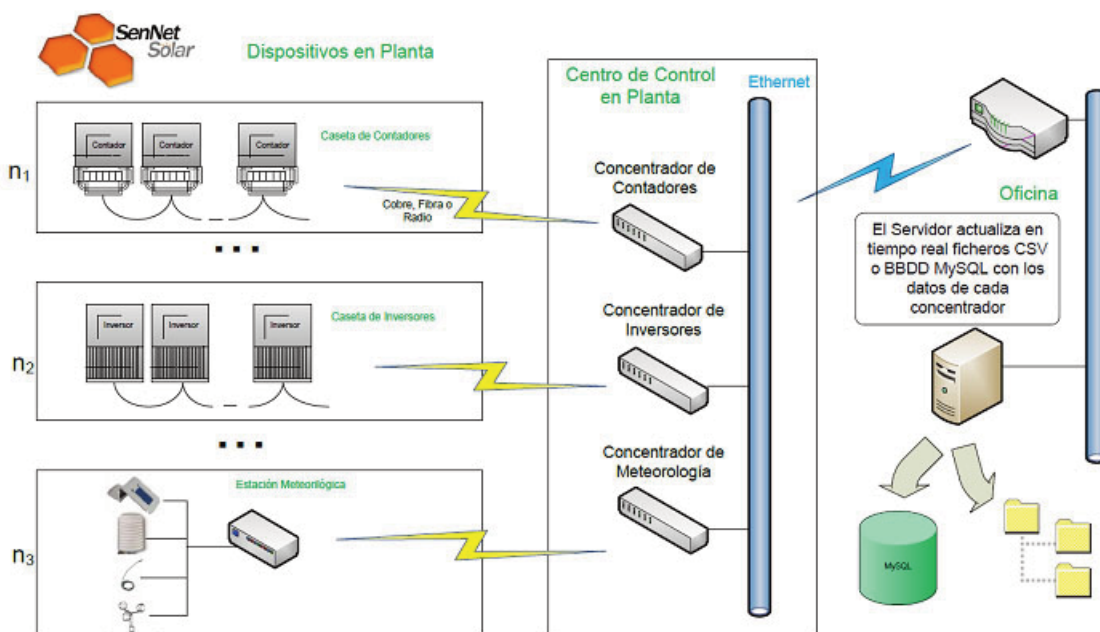 SenNet
Solar
Dispositivos en Planta
n1
Contador
Contador
Contador
Caseta de Contadores
Cobre, Fibra o
Radio
...
n2
Inversor
Inversor
Inversor
Caseta de Inversores
...
n3
Estación Meteorilógica
Centro de Control
en Planta
Ethernet
Concentrador de
Contadores
Concentrador de
Inversores
Concentrador de
Meteorología
Oficina
El Servidor actualiza en
tiempo real ficheros CSV
o BBDD MySQL con los
datos de cada
concentrador
MySQL